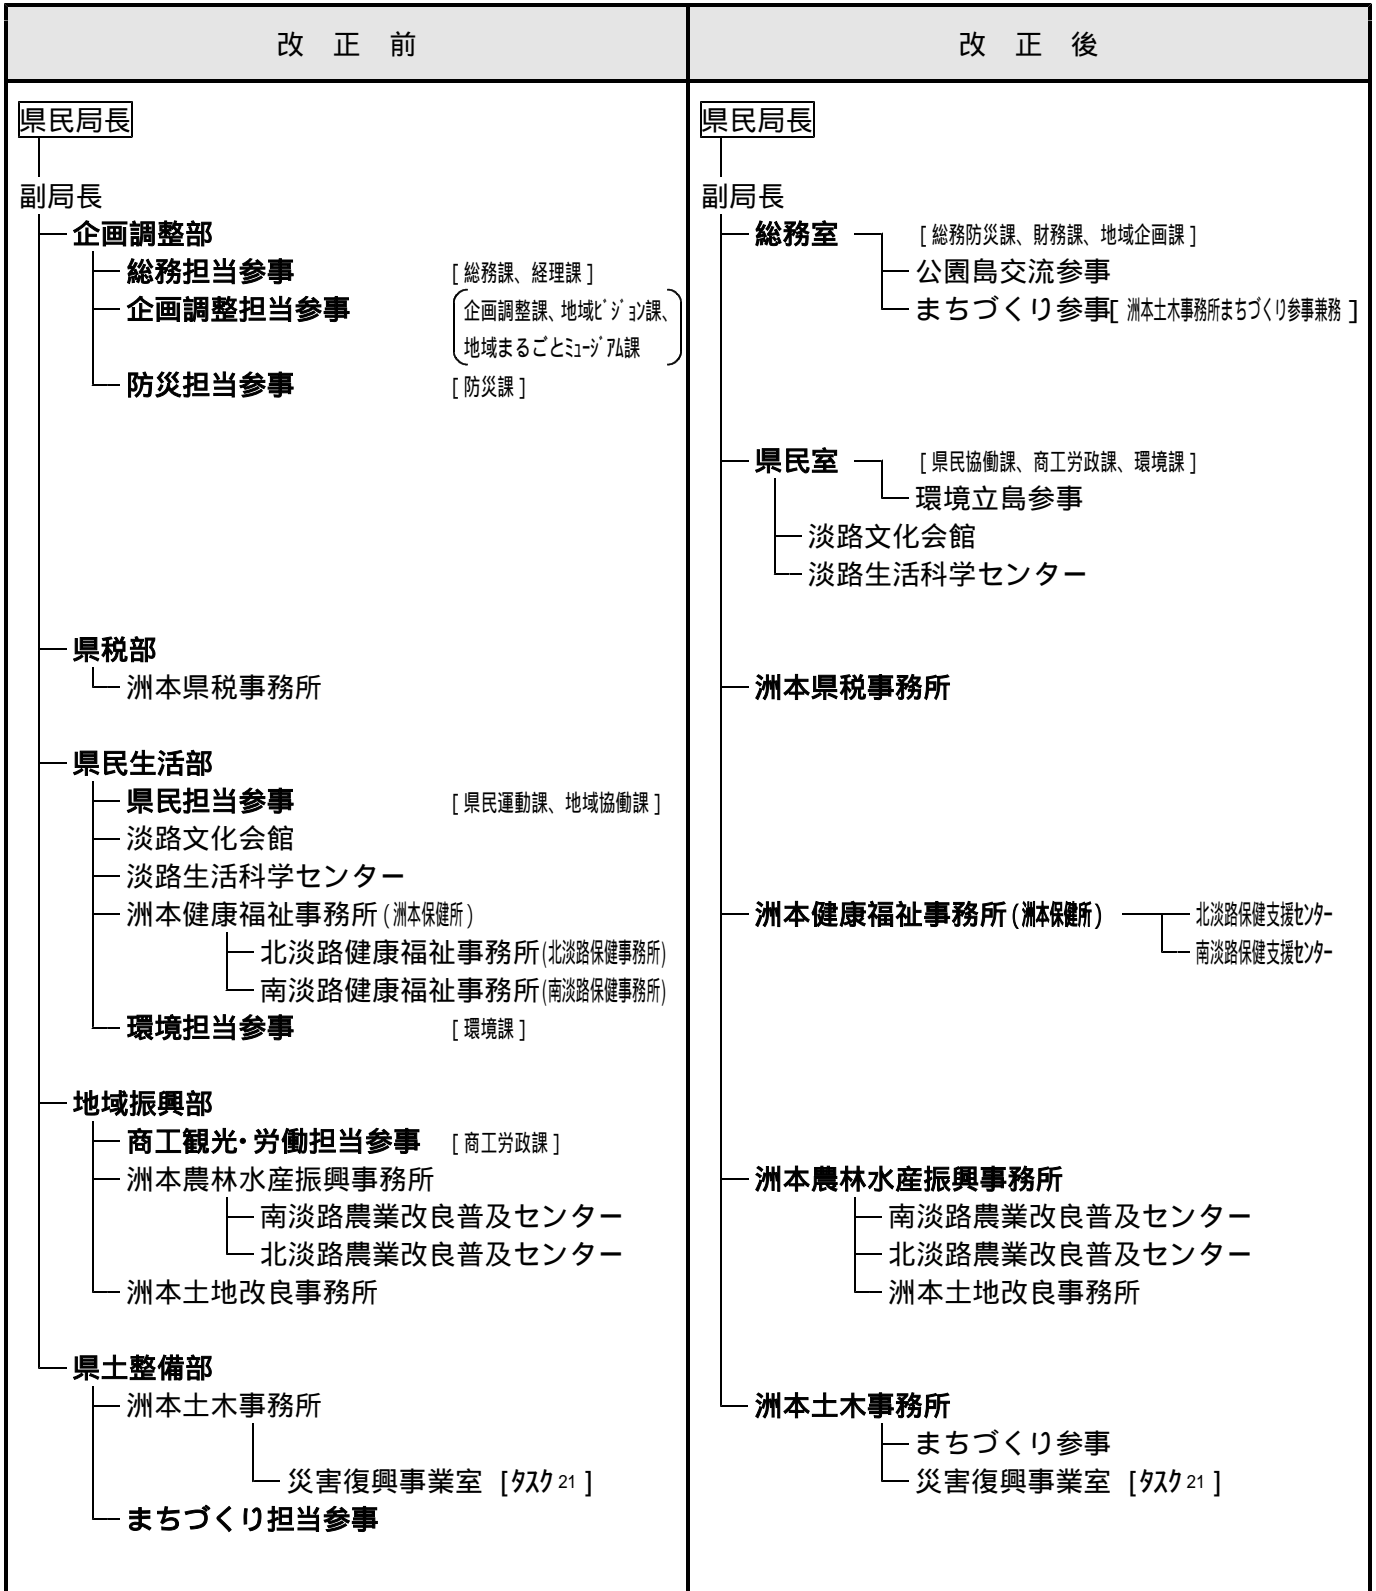 改 正 前
県民局長
副局長
企画調整部
総務担当参事 [総務課、経理課]
企画調整担当参事 企画調整課、地域ビジョン課、
地域まるごとミュージアム課
防災担当参事 [防災課]
県税部
洲本県税事務所
県民生活部
県民担当参事 [県民運動課、地域協働課]
淡路文化会館
淡路生活科学センター
洲本健康福祉事務所(洲本保健所)
北淡路健康福祉事務所(北淡路保健事務所)
南淡路健康福祉事務所(南淡路保健事務所)
環境担当参事 [環境課]
地域振興部
商工観光・労働担当参事 [商工労政課]
洲本農林水産振興事務所
南淡路農業改良普及センター
北淡路農業改良普及センター
洲本土地改良事務所
県土整備部
洲本土木事務所
災害復興事業室 [タスク21]
まちづくり担当参事
改 正 後
県民局長
副局長
総務室 [総務防災課、財務課、地域企画課]
公園島交流参事
まちづくり参事[洲本土木事務所まちづくり参事兼務]
県民室 [県民協働課、商工労政課、環境課]
環境立島参事
淡路文化会館
淡路生活科学センター
洲本県税事務所
洲本健康福祉事務所(洲本保健所) 北淡路保健支援センター
南淡路保健支援センター
洲本農林水産振興事務所
南淡路農業改良普及センター
北淡路農業改良普及センター
洲本土地改良事務所
洲本土木事務所
まちづくり参事
災害復興事業室 [タスク21]